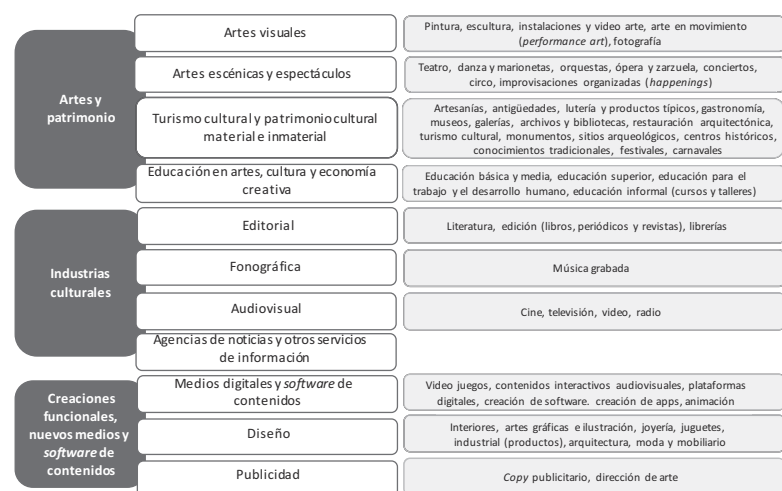 Artes y
patrimonio
Artes visuales
Pintura, escultura, instalaciones y video arte, arte en movimiento
(performance art), fotografía
Artes escénicas y espectáculos
Teatro, danza y marionetas, orquestas, ópera y zarzuela, conciertos,
circo, improvisaciones organizadas (happenings)
Turismo cultural y patrimonio cultural
material e inmaterial
Artesanías, antigüedades, lutería y productos típicos, gastronomía,
museos, galerías, archivos y bibliotecas, restauración arquitectónica,
turismo cultural, monumentos, sitios arqueológicos, centros históricos,
conocimientos tradicionales, festivales, carnavales
Educación en artes, cultura y economía
creativa
Educación básica y media, educación superior, educación para el
trabajo y el desarrollo humano, educación informal (cursos y talleres)
Industrias
culturales
Editorial
Literatura, edición (libros, periódicos y revistas), librerías
Fonográfica
Música grabada
Audiovisual
Cine, televisión, video, radio
Agencias de noticias y otros servicios
de información
Creaciones
funcionales,
nuevos medios y
software de
contenidos
Medios digitales y software de
contenidos
Video juegos, contenidos interactivos audiovisuales, plataformas
digitales, creación de software. creación de apps, animación
Diseño
Interiores, artes gráficas e ilustración, joyería, juguetes,
industrial (productos), arquitectura, moda y mobiliario
Publicidad
Copy publicitario, dirección de arte